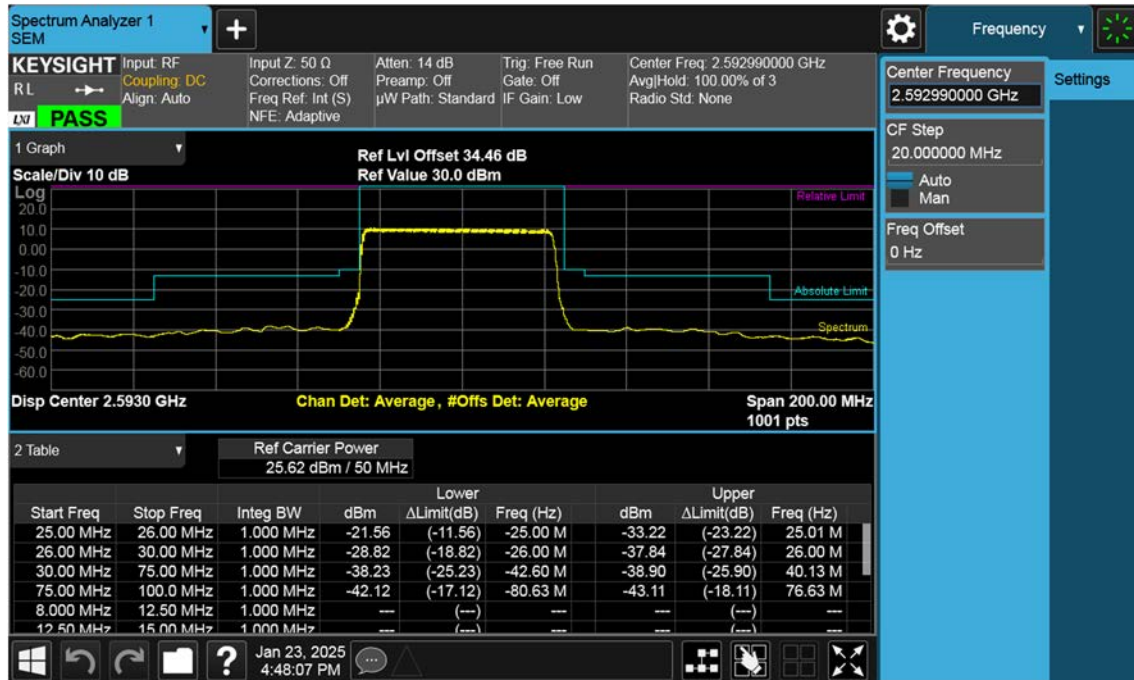 Spectrum Analyzer 1
SEM
+
Frequency
KEYSIGHT
RL
LXI PASS
Input: RF
Coupling: DC
Align: Auto
Input Z: 50 Ω
Corrections: Off
Freq Ref: Int (S)
NFE: Adaptive
Atten: 14 dB
Preamp: Off
µW Path: Standard
Trig: Free Run
Gate: Off
IF Gain: Low
Center Freq: 2.592990000 GHz
Avg|Hold: 100.00% of 3
Radio Std: None
Center Frequency
2.592990000 GHz
Settings
CF Step
20.000000 MHz
Auto
Man
Freq Offset
0 Hz
1 Graph
Ref Lvl Offset 34.46 dB
Scale/Div 10 dB
Ref Value 30.0 dBm
Log
Relative Limit
20.0
10.0
0.00
-10.0
-20.0
Absolute Limit
-30.0
Spectrum
-40.0
-50.0
-60.0
Disp Center 2.5930 GHz
Chan Det: Average, #Offs Det: Average
Span 200.00 MHz
1001 pts
2 Table
Ref Carrier Power
25.62 dBm / 50 MHz
Lower Upper
Start Freq Stop Freq Integ BW dBm ΔLimit(dB) Freq (Hz) dBm ΔLimit(dB) Freq (Hz)
25.00 MHz 26.00 MHz 1.000 MHz -21.56 (-11.56) -25.00 M -33.22 (-23.22) 25.01 M
26.00 MHz 30.00 MHz 1.000 MHz -28.82 (-18.82) -26.00 M -37.84 (-27.84) 26.00 M
30.00 MHz 75.00 MHz 1.000 MHz -38.23 (-25.23) -42.60 M -38.90 (-25.90) 40.13 M
75.00 MHz 100.0 MHz 1.000 MHz -42.12 (-17.12) -80.63 M -43.11 (-18.11) 76.63 M
8.000 MHz 12.50 MHz 1.000 MHz --- (---) --- --- (---) ---
12.50 MHz 15.00 MHz 1.000 MHz --- (---) --- --- (---) ---
?
Jan 23, 2025
4:48:07 PM